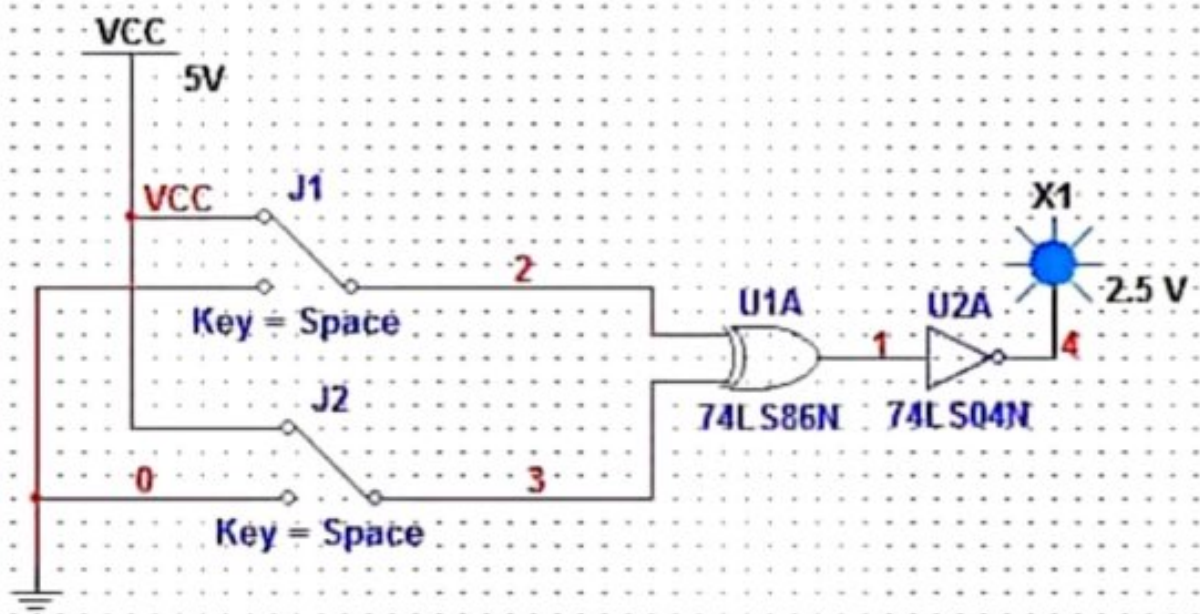 VCC
5V
VCC
J1
2
Key = Space
J2
0
3
Key = Space
U1A
74LS86N
1
U2A
74LS04N
X1
2.5 V
4